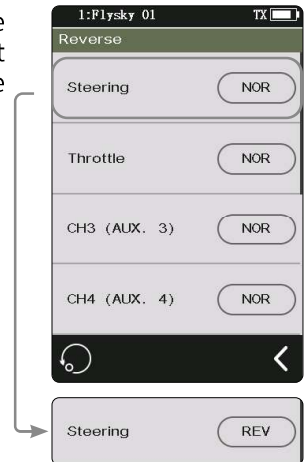 1:Flysky 01 TX
Reverse
Steering NOR
Throttle NOR
CH3 (AUX. 3) NOR
CH4 (AUX. 4) NOR
Steering REV